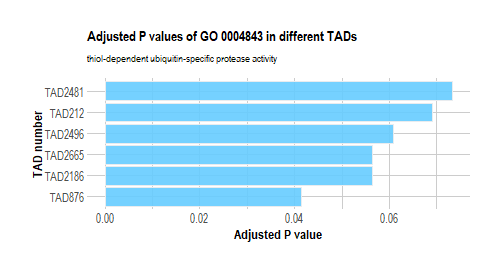 Adjusted P values of GO 0004843 in different TADs
thiol-dependent ubiquitin-specific protease activity
TAD number
TAD2481
TAD212
TAD2496
TAD2665
TAD2186
TAD876
0.00 0.02 0.04 0.06
Adjusted P value